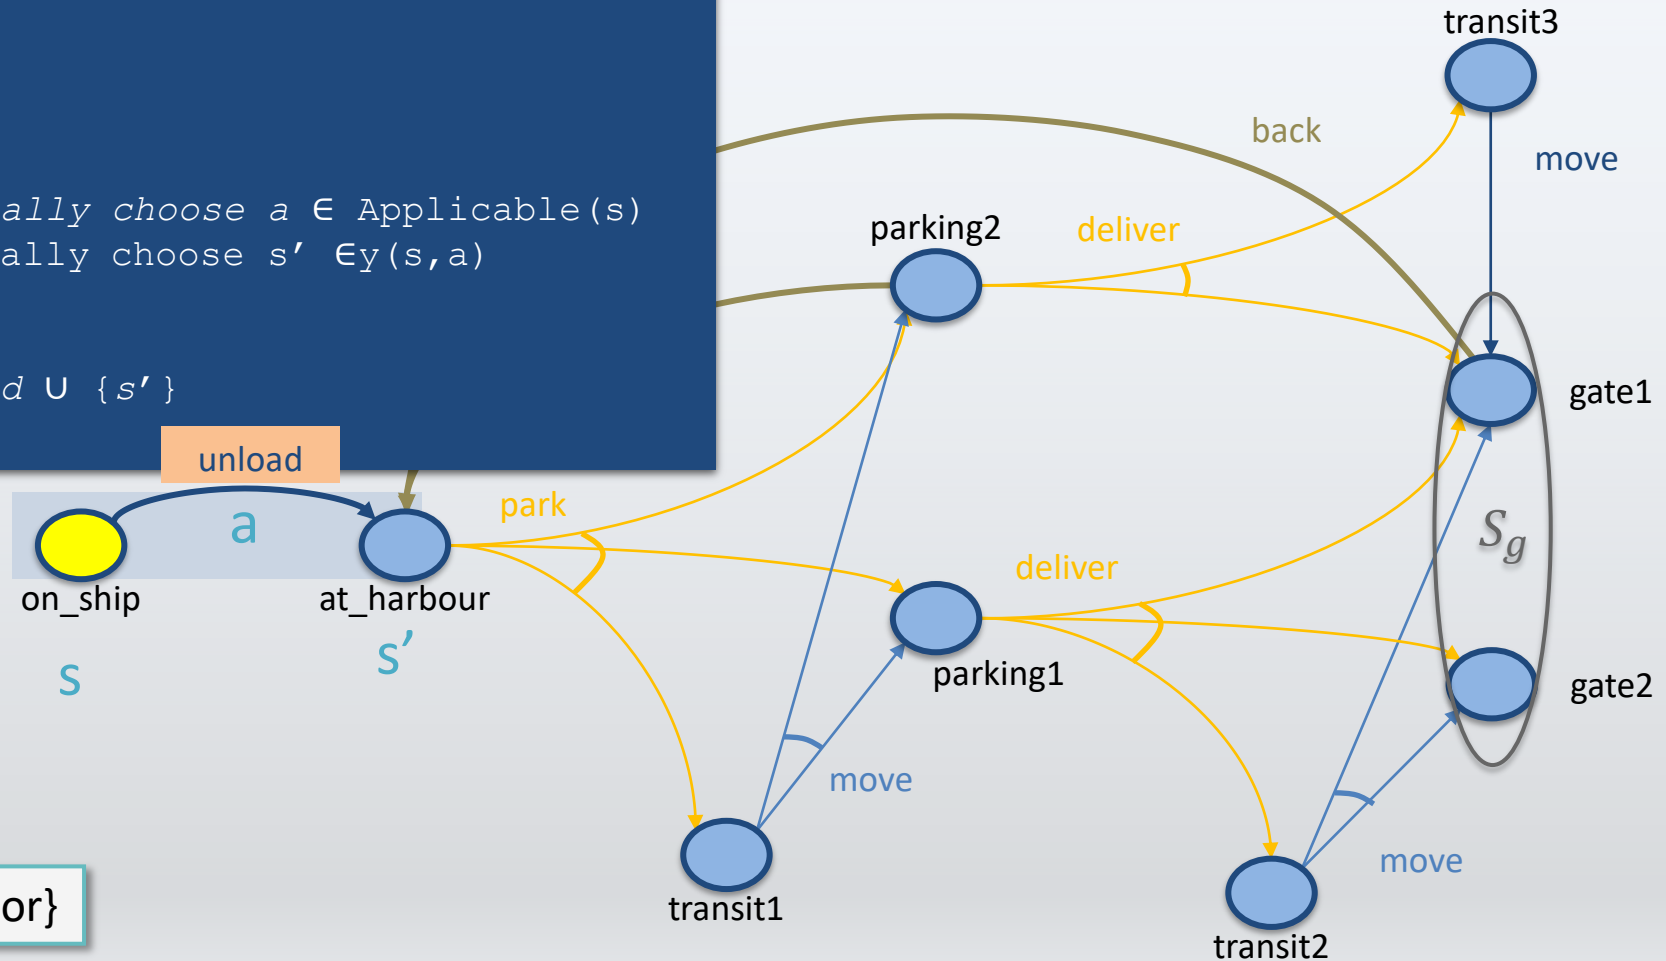 transit3
back
move
ally choose a ∈ Applicable(s)
parking2
deliver
ally choose s’ ∈y(s,a)
d ∪ {s’}
gate1
unload
park
a
S_g
on_ship
at_harbour
deliver
s
s’
parking1
gate2
move
move
or}
transit1
transit2